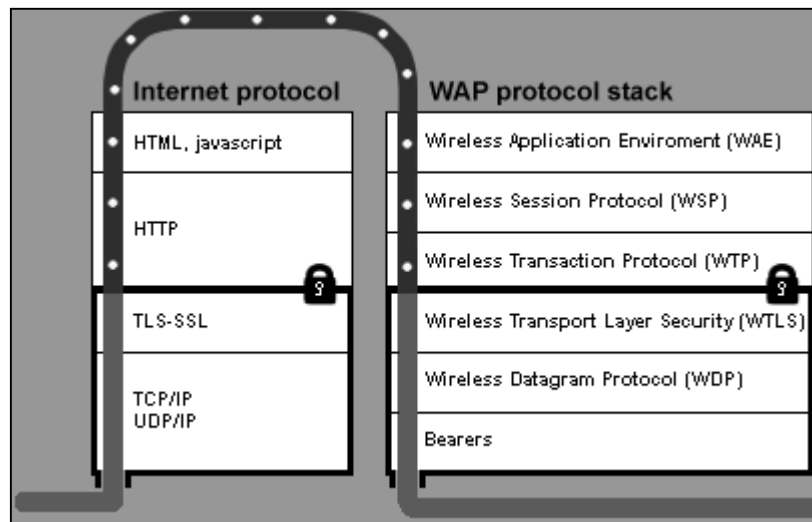 Internet protocol
HTML, javascript
HTTP
TLS-SSL
TCP/IP
UDP/IP
WAP protocol stack
Wireless Application Enviroment (WAE)
Wireless Session Protocol (WSP)
Wireless Transaction Protocol (WTP)
Wireless Transport Layer Security (WTLS)
Wireless Datagram Protocol (WDP)
Bearers